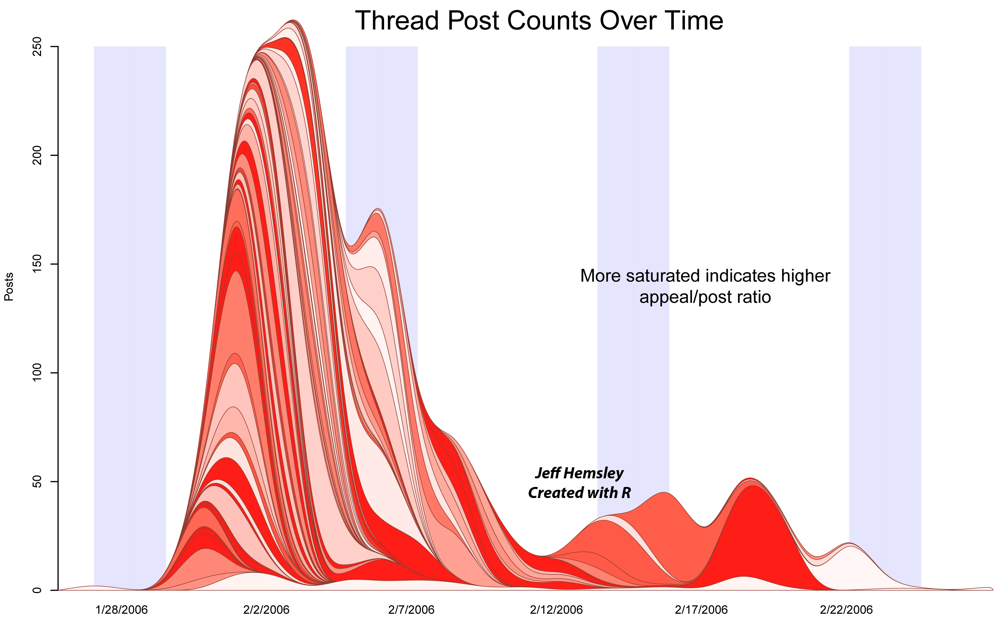 Thread Post Counts Over Time
250
200
150
100
50
0
Posts
More saturated indicates higher
appeal/post ratio
Jeff Hemsley
Created with R
1/28/2006
2/2/2006
2/7/2006
2/12/2006
2/17/2006
2/22/2006